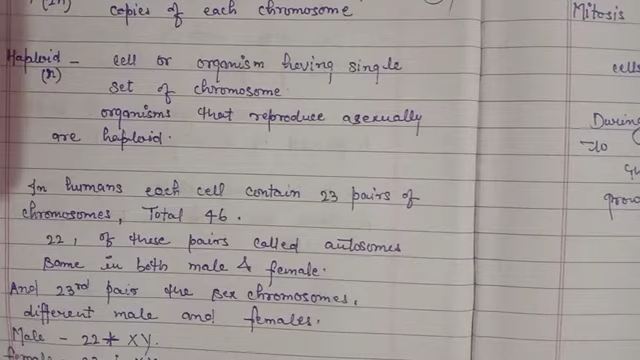 (2n) copies of each chromosome
Haploid - cell or organism having single
(n) set of chromosome
organisms that reproduce asexually
are haploid.
In humans each cell contain 23 pairs of
chromosomes, Total 46.
22, of these pairs called autosomes
same in both male & female.
And 23rd pair the sex chromosomes,
different male and females.
Male - 22 + XY.
Mitosis
cells
During